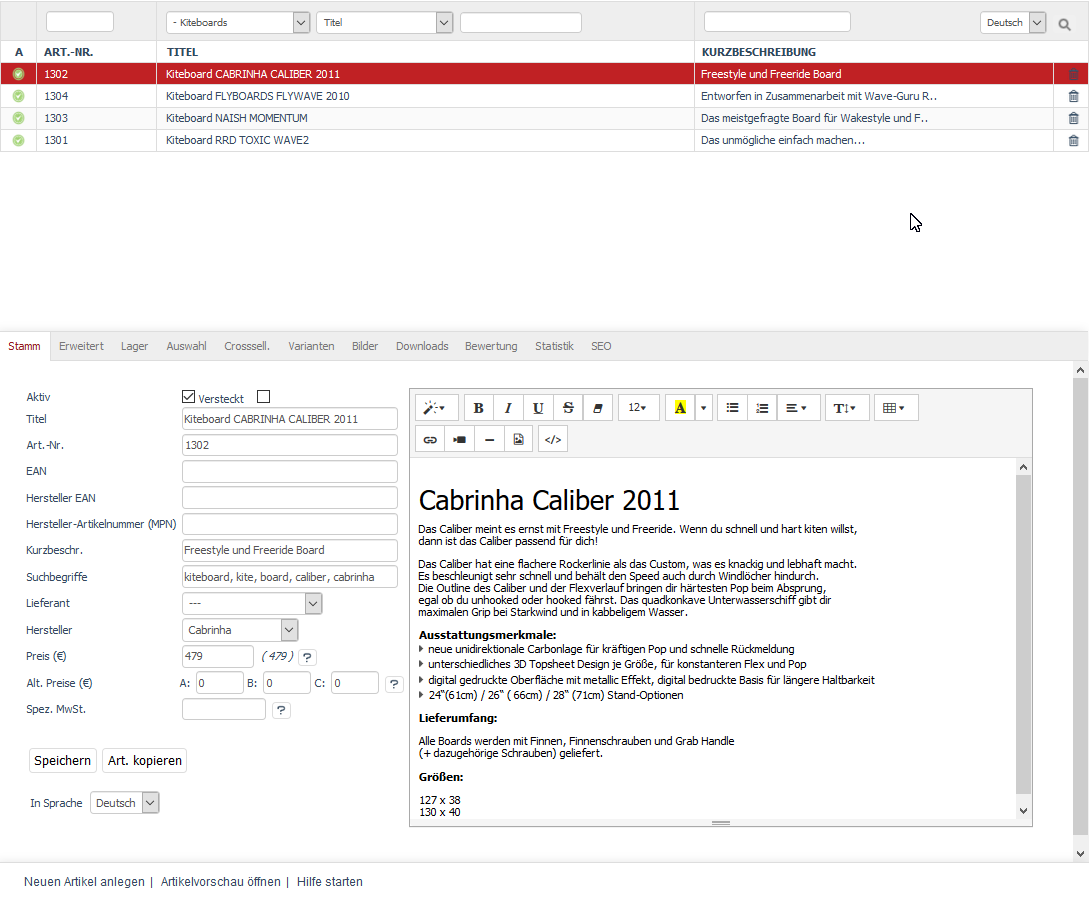 - Kiteboards Titel Deutsch
A ART.-NR. TITEL KURZBESCHREIBUNG
1302 Kiteboard CABRINHA CALIBER 2011 Freestyle und Freeride Board
1304 Kiteboard FLYBOARDS FLYWAVE 2010 Entworfen in Zusammenarbeit mit Wave-Guru R..
1303 Kiteboard NAISH MOMENTUM Das meistgefragte Board für Wakestyle und F..
1301 Kiteboard RRD TOXIC WAVE2 Das unmögliche einfach machen...
Stamm Erweitert Lager Auswahl Crosssell. Varianten Bilder Downloads Bewertung Statistik SEO
Aktiv Versteckt
Titel Kiteboard CABRINHA CALIBER 2011
Art.-Nr. 1302
EAN
Hersteller EAN
Hersteller-Artikelnummer (MPN)
Kurzbeschr. Freestyle und Freeride Board
Suchbegriffe kiteboard, kite, board, caliber, cabrinha
Lieferant ---
Hersteller Cabrinha
Preis (€) 479 ( 479 ) ?
Alt. Preise (€) A: 0 B: 0 C: 0 ?
Spez. MwSt. ?
Speichern Art. kopieren
In Sprache Deutsch
B I U S 12 A T
</>
Cabrinha Caliber 2011
Das Caliber meint es ernst mit Freestyle und Freeride. Wenn du schnell und hart kiten willst,
dann ist das Caliber passend für dich!
Das Caliber hat eine flachere Rockerlinie als das Custom, was es knackig und lebhaft macht.
Es beschleunigt sehr schnell und behält den Speed auch durch Windlöcher hindurch.
Die Outline des Caliber und der Flexverlauf bringen dir härtesten Pop beim Absprung,
egal ob du unhooked oder hooked fährst. Das quadkonkave Unterwasserschiff gibt dir
maximalen Grip bei Starkwind und in kabbeligem Wasser.
Ausstattungsmerkmale:
neue unidirektionale Carbonlage für kräftigen Pop und schnelle Rückmeldung
unterschiedliches 3D Topsheet Design je Größe, für konstanteren Flex und Pop
digital gedruckte Oberfläche mit metallic Effekt, digital bedruckte Basis für längere Haltbarkeit
24“(61cm) / 26“ ( 66cm) / 28“ (71cm) Stand-Optionen
Lieferumfang:
Alle Boards werden mit Finnen, Finnenschrauben und Grab Handle
(+ dazugehörige Schrauben) geliefert.
Größen:
127 x 38
130 x 40
Neuen Artikel anlegen | Artikelvorschau öffnen | Hilfe starten